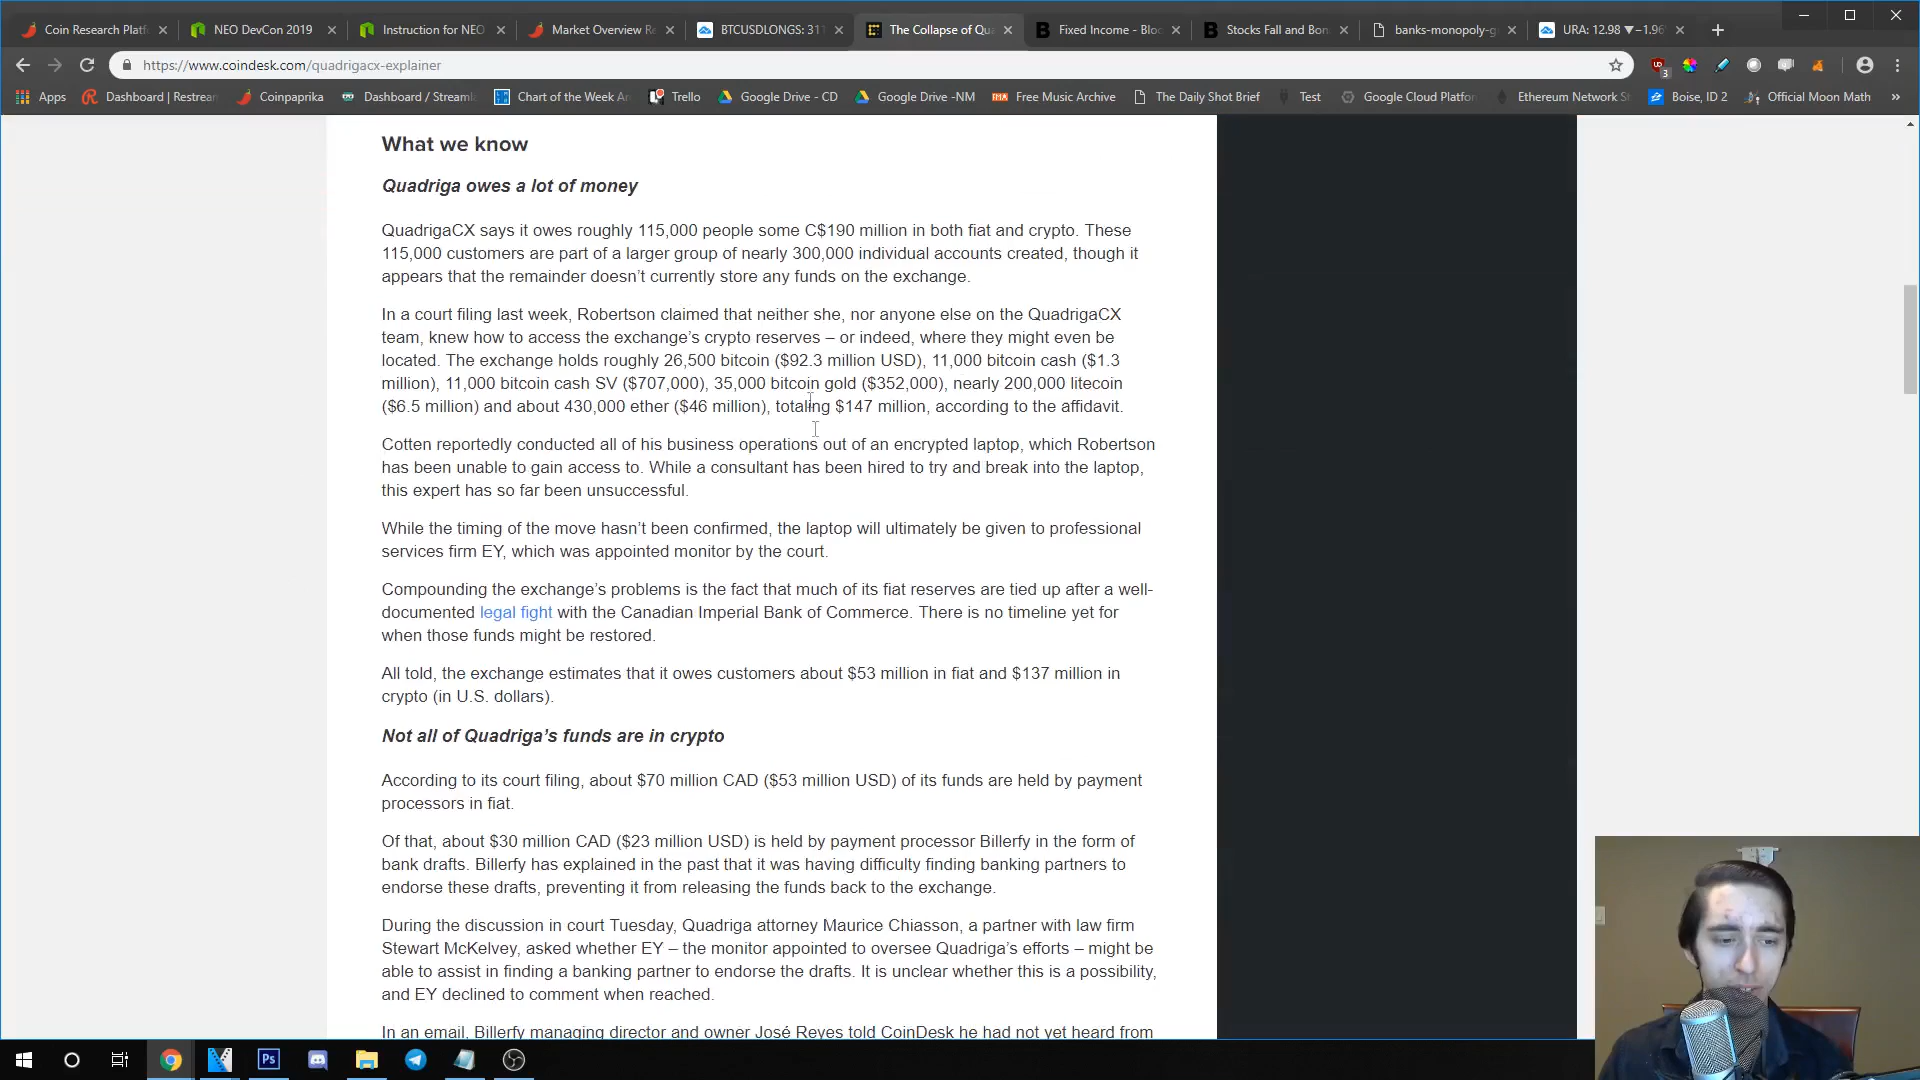 Coin Research Platf
NEO DevCon 2019
Instruction for NEO
Market Overview Re
BTCUSDLONGS: 311
The Collapse of Qua
Fixed Income - Bloo
Stocks Fall and Bon
banks-monopoly-g
URA: 12.98 ▼−1.96
https://www.coindesk.com/quadrigacx-explainer
3
Apps
Dashboard | Restrean
Coinpaprika
Dashboard / Streaml
Chart of the Week Ar
Trello
Google Drive - CD
Google Drive -NM
Free Music Archive
The Daily Shot Brief
Test
Google Cloud Platfor
Ethereum Network St
Boise, ID 2
Official Moon Math
»
What we know
Quadriga owes a lot of money
QuadrigaCX says it owes roughly 115,000 people some C$190 million in both fiat and crypto. These
115,000 customers are part of a larger group of nearly 300,000 individual accounts created, though it
appears that the remainder doesn’t currently store any funds on the exchange.
In a court filing last week, Robertson claimed that neither she, nor anyone else on the QuadrigaCX
team, knew how to access the exchange’s crypto reserves – or indeed, where they might even be
located. The exchange holds roughly 26,500 bitcoin ($92.3 million USD), 11,000 bitcoin cash ($1.3
million), 11,000 bitcoin cash SV ($707,000), 35,000 bitcoin gold ($352,000), nearly 200,000 litecoin
($6.5 million) and about 430,000 ether ($46 million), totaling $147 million, according to the affidavit.
Cotten reportedly conducted all of his business operations out of an encrypted laptop, which Robertson
has been unable to gain access to. While a consultant has been hired to try and break into the laptop,
this expert has so far been unsuccessful.
While the timing of the move hasn’t been confirmed, the laptop will ultimately be given to professional
services firm EY, which was appointed monitor by the court.
Compounding the exchange’s problems is the fact that much of its fiat reserves are tied up after a well-
documented legal fight with the Canadian Imperial Bank of Commerce. There is no timeline yet for
when those funds might be restored.
All told, the exchange estimates that it owes customers about $53 million in fiat and $137 million in
crypto (in U.S. dollars).
Not all of Quadriga’s funds are in crypto
According to its court filing, about $70 million CAD ($53 million USD) of its funds are held by payment
processors in fiat.
Of that, about $30 million CAD ($23 million USD) is held by payment processor Billerfy in the form of
bank drafts. Billerfy has explained in the past that it was having difficulty finding banking partners to
endorse these drafts, preventing it from releasing the funds back to the exchange.
During the discussion in court Tuesday, Quadriga attorney Maurice Chiasson, a partner with law firm
Stewart McKelvey, asked whether EY – the monitor appointed to oversee Quadriga’s efforts – might be
able to assist in finding a banking partner to endorse the drafts. It is unclear whether this is a possibility,
and EY declined to comment when reached.
In an email, Billerfy managing director and owner José Reyes told CoinDesk he had not yet heard from
Ps